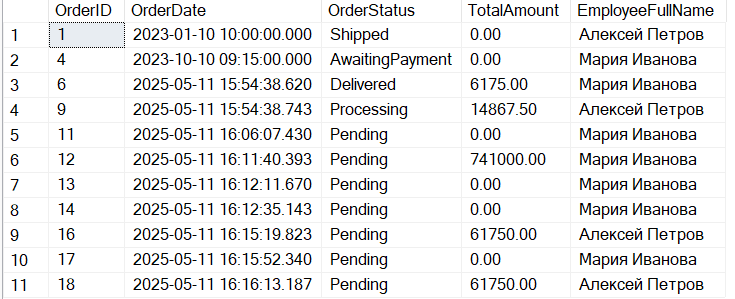 OrderID OrderDate OrderStatus TotalAmount EmployeeFullName
1 1 2023-01-10 10:00:00.000 Shipped 0.00 Алексей Петров
2 4 2023-10-10 09:15:00.000 AwaitingPayment 0.00 Мария Иванова
3 6 2025-05-11 15:54:38.620 Delivered 6175.00 Мария Иванова
4 9 2025-05-11 15:54:38.743 Processing 14867.50 Алексей Петров
5 11 2025-05-11 16:06:07.430 Pending 0.00 Мария Иванова
6 12 2025-05-11 16:11:40.393 Pending 741000.00 Мария Иванова
7 13 2025-05-11 16:12:11.670 Pending 0.00 Мария Иванова
8 14 2025-05-11 16:12:35.143 Pending 0.00 Мария Иванова
9 16 2025-05-11 16:15:19.823 Pending 61750.00 Алексей Петров
10 17 2025-05-11 16:15:52.340 Pending 0.00 Мария Иванова
11 18 2025-05-11 16:16:13.187 Pending 61750.00 Алексей Петров